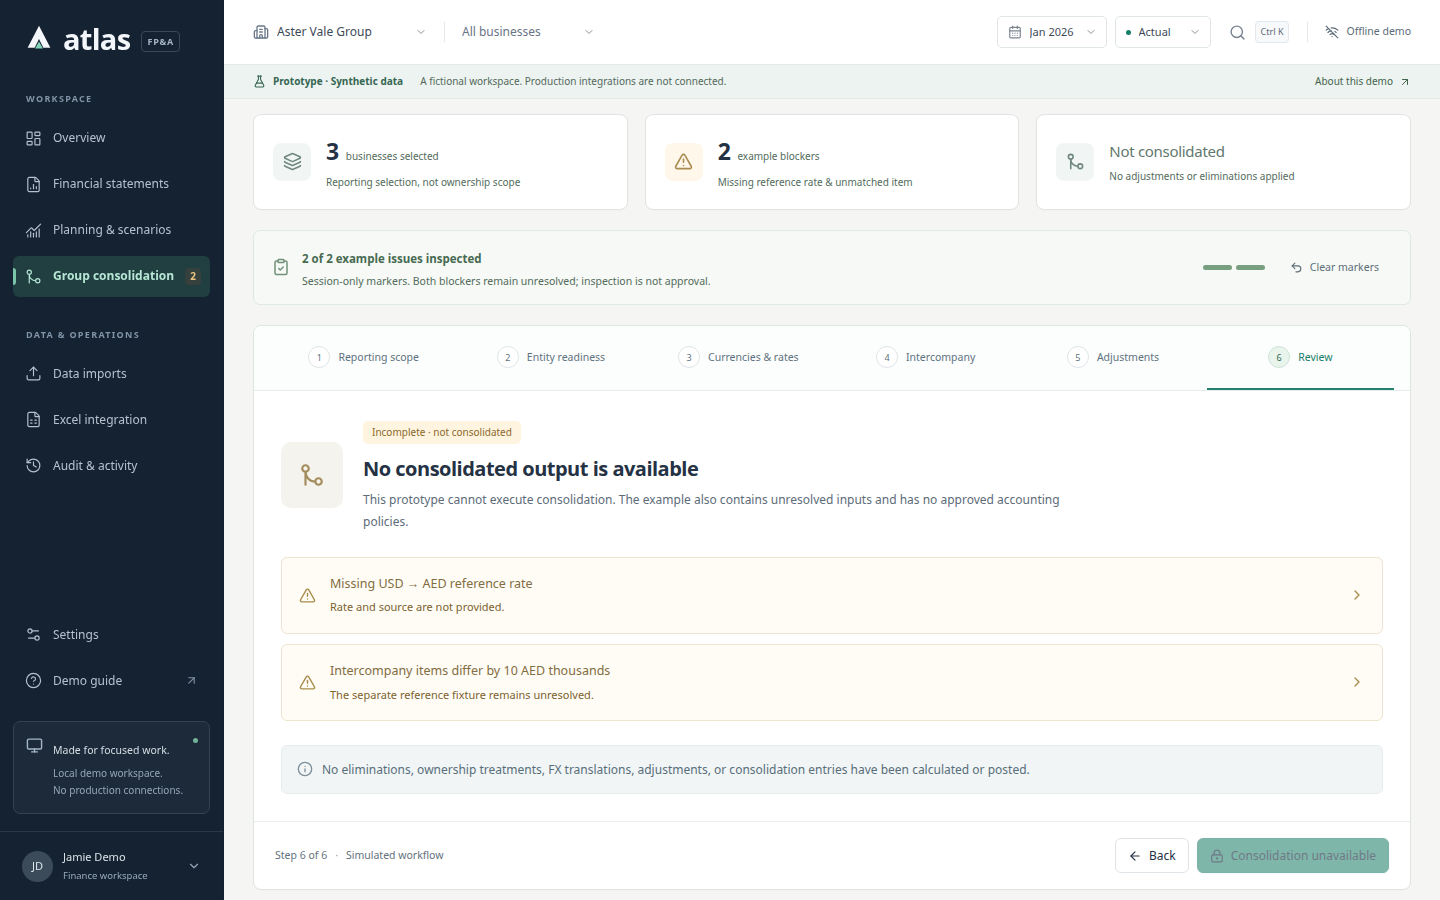 atlas FP&A
WORKSPACE
Overview
Financial statements
Planning & scenarios
Group consolidation 2
DATA & OPERATIONS
Data imports
Excel integration
Audit & activity
Settings
Demo guide
Made for focused work.
Local demo workspace.
No production connections.
JD
Jamie Demo
Finance workspace
Aster Vale Group
All businesses
Jan 2026
Actual
Ctrl K
Offline demo
Prototype · Synthetic data
A fictional workspace. Production integrations are not connected.
About this demo
3 businesses selected
Reporting selection, not ownership scope
2 example blockers
Missing reference rate & unmatched item
Not consolidated
No adjustments or eliminations applied
2 of 2 example issues inspected
Session-only markers. Both blockers remain unresolved; inspection is not approval.
Clear markers
1 Reporting scope
2 Entity readiness
3 Currencies & rates
4 Intercompany
5 Adjustments
6 Review
Incomplete · not consolidated
No consolidated output is available
This prototype cannot execute consolidation. The example also contains unresolved inputs and has no approved accounting
policies.
Missing USD → AED reference rate
Rate and source are not provided.
Intercompany items differ by 10 AED thousands
The separate reference fixture remains unresolved.
No eliminations, ownership treatments, FX translations, adjustments, or consolidation entries have been calculated or posted.
Step 6 of 6 · Simulated workflow
Back
Consolidation unavailable